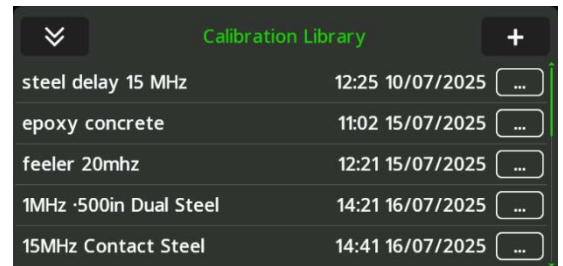 Calibration Library +
steel delay 15 MHz 12:25 10/07/2025 ...
epoxy concrete 11:02 15/07/2025 ...
feeler 20mhz 12:21 15/07/2025 ...
1MHz ·500in Dual Steel 14:21 16/07/2025 ...
15MHz Contact Steel 14:41 16/07/2025 ...